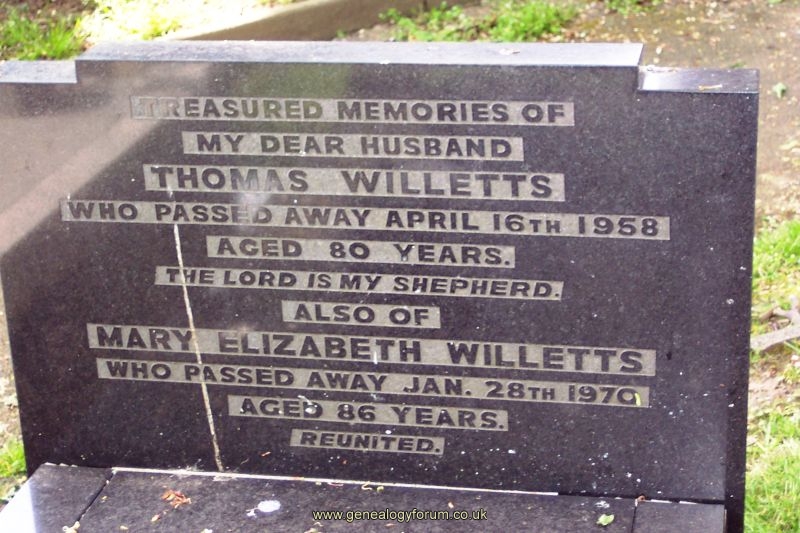 TREASURED MEMORIES OF
MY DEAR HUSBAND
THOMAS WILLETTS
WHO PASSED AWAY APRIL 16TH 1958
AGED 80 YEARS.
THE LORD IS MY SHEPHERD.
ALSO OF
MARY ELIZABETH WILLETTS
WHO PASSED AWAY JAN. 28TH 1970
AGED 86 YEARS.
REUNITED.
www.genealogyforum.co.uk